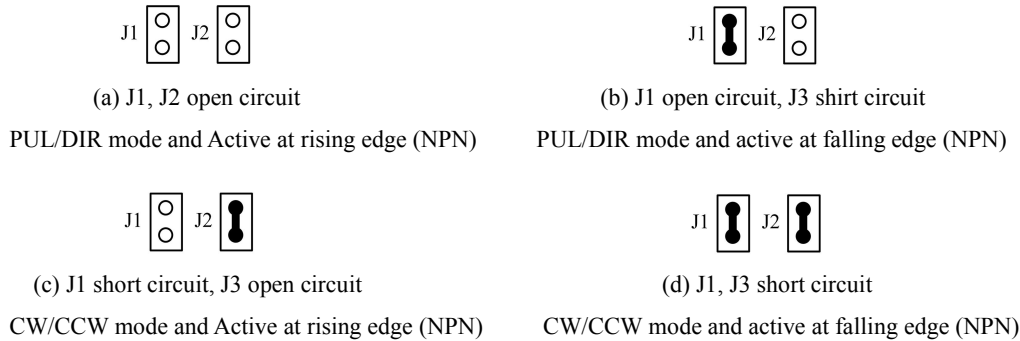 J1 J2
J1 J2
(a) J1, J2 open circuit
(b) J1 open circuit, J3 shirt circuit
PUL/DIR mode and Active at rising edge (NPN)
PUL/DIR mode and active at falling edge (NPN)
J1 J2
J1 J2
(c) J1 short circuit, J3 open circuit
(d) J1, J3 short circuit
CW/CCW mode and Active at rising edge (NPN)
CW/CCW mode and active at falling edge (NPN)